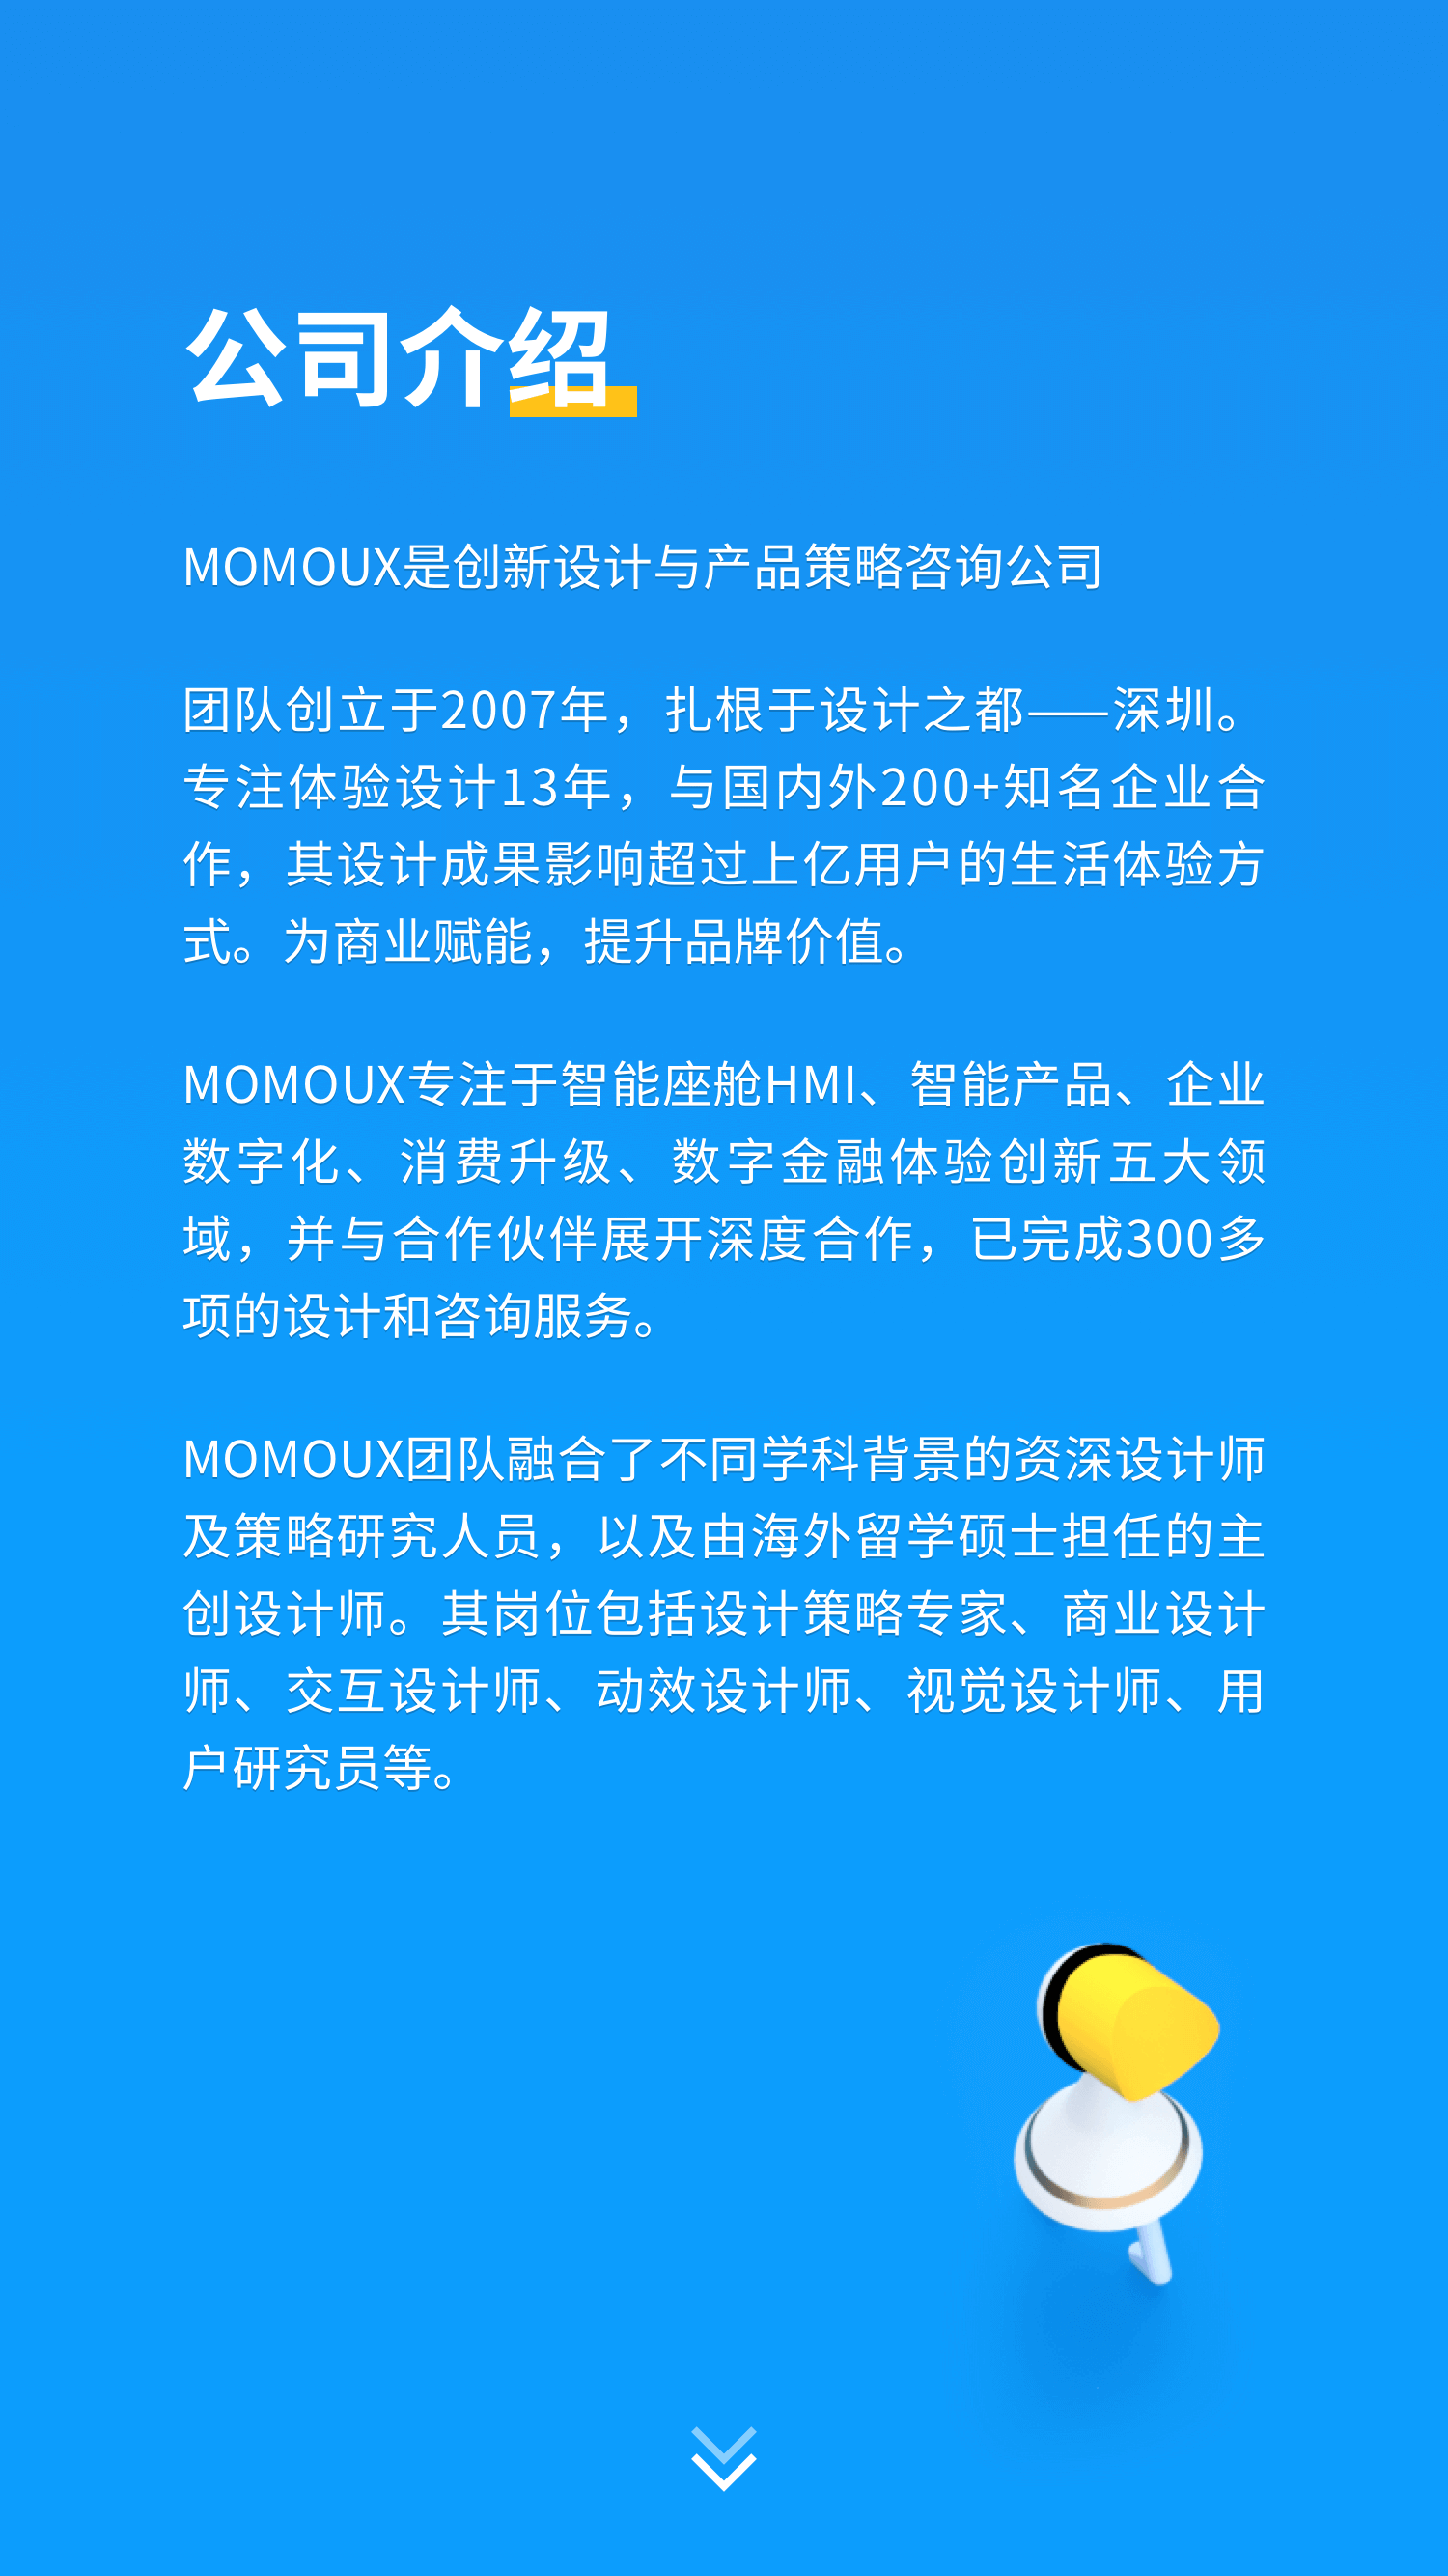 公司介绍
MOMOUX是创新设计与产品策略咨询公司
团队创立于2007年，扎根于设计之都——深圳。
专注体验设计13年，与国内外200+知名企业合
作，其设计成果影响超过上亿用户的生活体验方
式。为商业赋能，提升品牌价值。
MOMOUX专注于智能座舱HMI、智能产品、企业
数字化、消费升级、数字金融体验创新五大领
域，并与合作伙伴展开深度合作，已完成300多
项的设计和咨询服务。
MOMOUX团队融合了不同学科背景的资深设计师
及策略研究人员，以及由海外留学硕士担任的主
创设计师。其岗位包括设计策略专家、商业设计
师、交互设计师、动效设计师、视觉设计师、用
户研究员等。